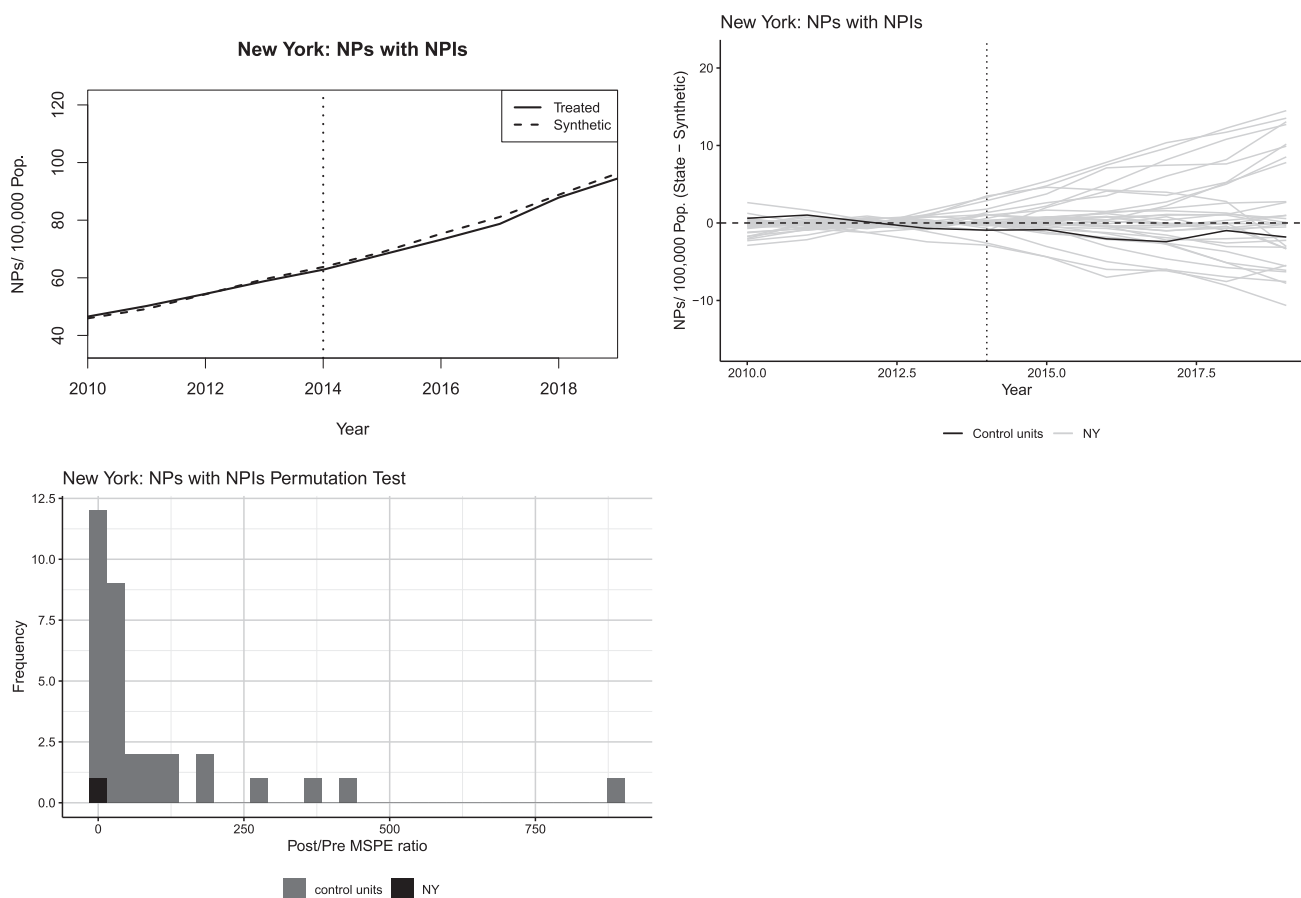 New York: NPs with NPIs
NPs/ 100,000 Pop.
120
100
80
60
40
Treated
Synthetic
2010 2012 2014 2016 2018
Year
New York: NPs with NPIs
NPs/ 100,000 Pop. (State − Synthetic)
20
10
0
−10
2010.0 2012.5 2015.0 2017.5
Year
Control units NY
New York: NPs with NPIs Permutation Test
Frequency
12.5
10.0
7.5
5.0
2.5
0.0
0 250 500 750
Post/Pre MSPE ratio
control units NY